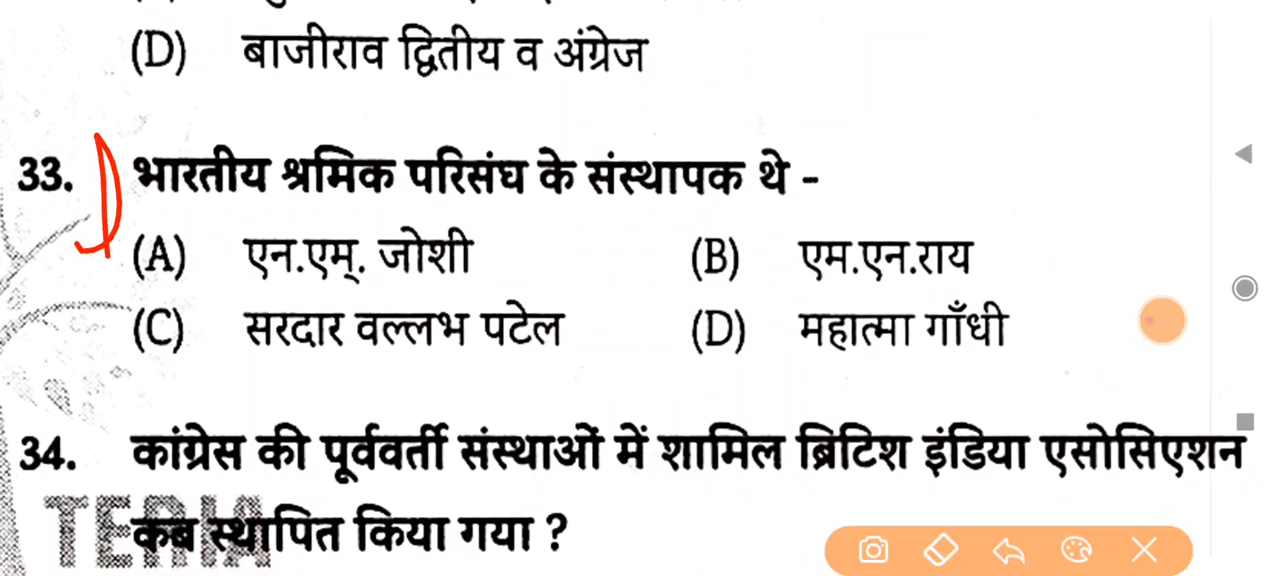 (D) बाजीराव द्वितीय व अंग्रेज
33. भारतीय श्रमिक परिसंघ के संस्थापक थे -
(A) एन.एम्. जोशी (B) एम.एन.राय
(C) सरदार वल्लभ पटेल (D) महात्मा गाँधी
34. कांग्रेस की पूर्ववर्ती संस्थाओं में शामिल ब्रिटिश इंडिया एसोसिएशन
कब स्थापित किया गया ?